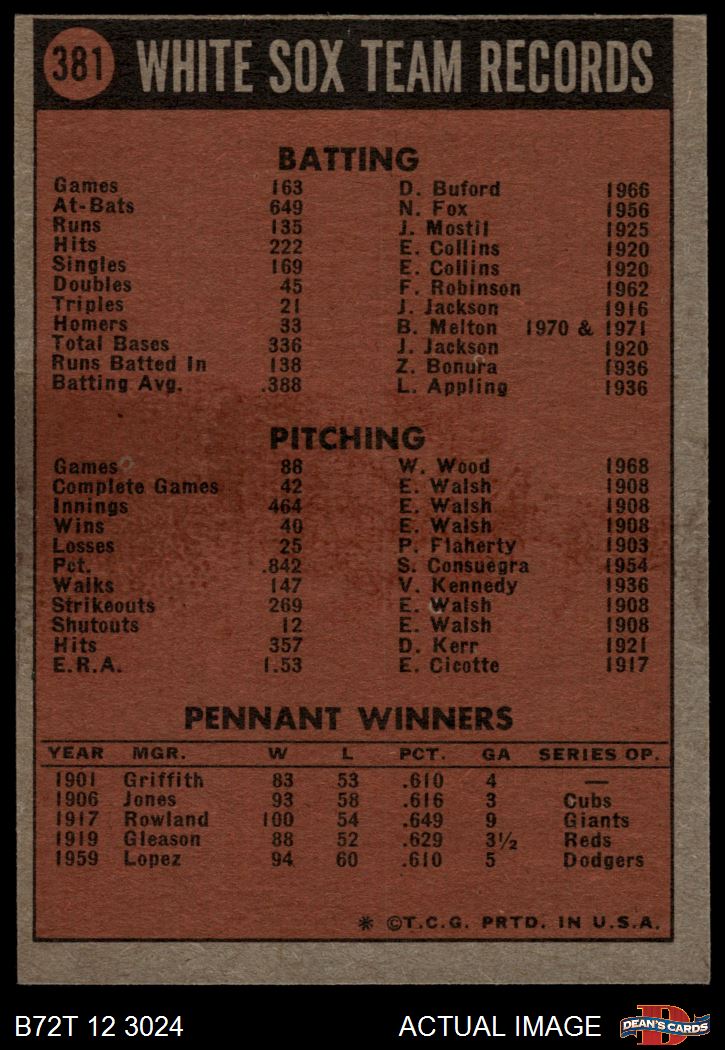 381 WHITE SOX TEAM RECORDS
BATTING
Games 163 D. Buford 1966
At-Bats 649 N. Fox 1956
Runs 135 J. Mostil 1925
Hits 222 E. Collins 1920
Singles 169 E. Collins 1920
Doubles 45 F. Robinson 1962
Triples 21 J. Jackson 1916
Homers 33 B. Melton 1970 & 1971
Total Bases 336 J. Jackson 1920
Runs Batted In 138 Z. Bonura 1936
Batting Avg. .388 L. Appling 1936
PITCHING
Games 88 W. Wood 1968
Complete Games 42 E. Walsh 1908
Innings 464 E. Walsh 1908
Wins 40 E. Walsh 1908
Losses 25 P. Flaherty 1903
Pct. .842 S. Consuegra 1954
Walks 147 V. Kennedy 1936
Strikeouts 269 E. Walsh 1908
Shutouts 12 E. Walsh 1908
Hits 357 D. Kerr 1921
E.R.A. 1.53 E. Cicotte 1917
PENNANT WINNERS
YEAR MGR. W L PCT. GA SERIES OP.
1901 Griffith 83 53 .610 4 —
1906 Jones 93 58 .616 3 Cubs
1917 Rowland 100 54 .649 9 Giants
1919 Gleason 88 52 .629 3½ Reds
1959 Lopez 94 60 .610 5 Dodgers
* ©T.C.G. PRTD. IN U.S.A.
B72T 12 3024 ACTUAL IMAGE D DEAN'S CARDS